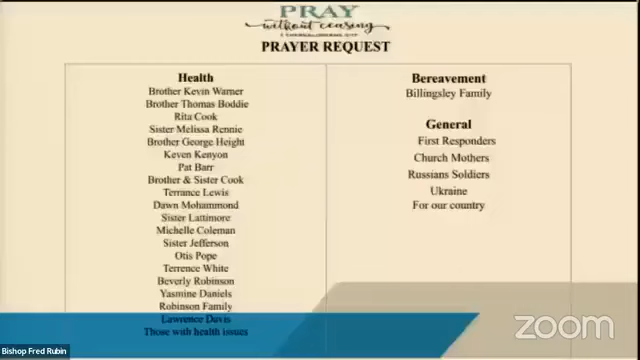 PRAY
without ceasing
PRAYER REQUEST
Health
Brother Kevin Warner
Brother Thomas Boddie
Rita Cook
Sister Melissa Rennie
Brother George Height
Keven Kenyon
Pat Barr
Brother & Sister Cook
Terrance Lewis
Dawn Mohammond
Sister Lattimore
Michelle Coleman
Sister Jefferson
Otis Pope
Terrence White
Beverly Robinson
Yasmine Daniels
Robinson Family
Lawrence Davis
Those with health issues
Bereavement
Billingsley Family
General
First Responders
Church Mothers
Russians Soldiers
Ukraine
For our country
zoom
Bishop Fred Rubin